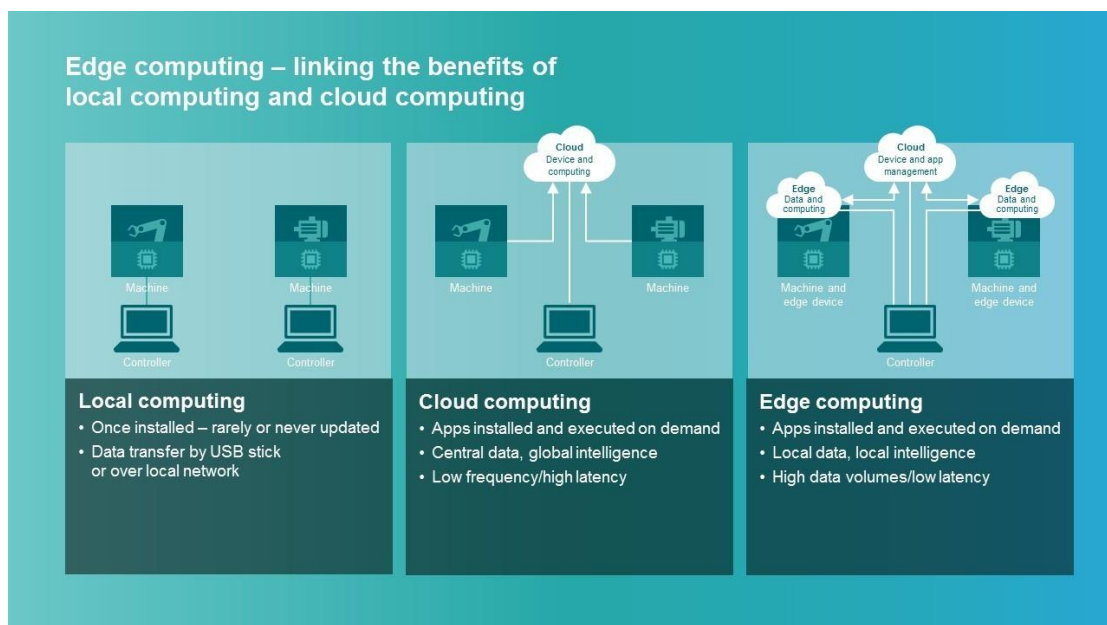 Edge computing – linking the benefits of
local computing and cloud computing
Machine
Machine
Controller
Controller
Local computing
• Once installed – rarely or never updated
• Data transfer by USB stick
or over local network
Cloud
Device and
computing
Machine
Machine
Controller
Cloud computing
• Apps installed and executed on demand
• Central data, global intelligence
• Low frequency/high latency
Cloud
Device and app
management
Edge
Data and
computing
Edge
Data and
computing
Machine and
edge device
Machine and
edge device
Controller
Edge computing
• Apps installed and executed on demand
• Local data, local intelligence
• High data volumes/low latency